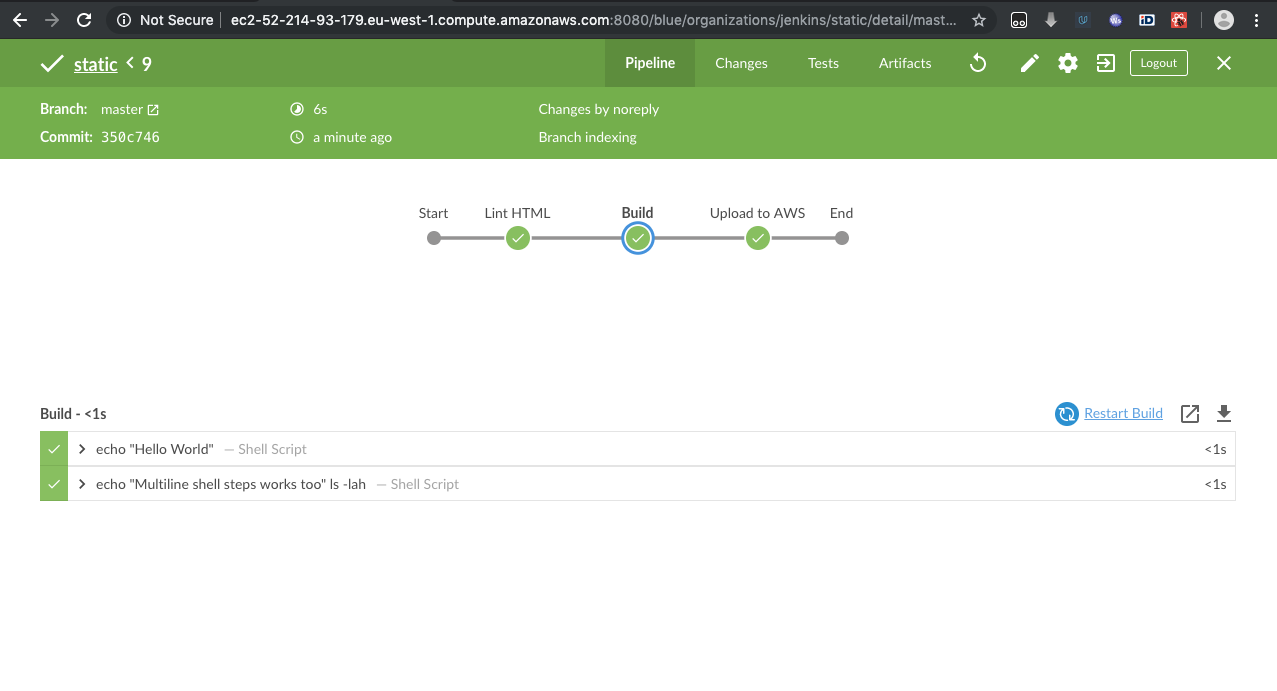 Not Secure | ec2-52-214-93-179.eu-west-1.compute.amazonaws.com:8080/blue/organizations/jenkins/static/detail/mast...
static < 9 Pipeline Changes Tests Artifacts Logout
Branch: master 6s Changes by noreply
Commit: 350c746 a minute ago Branch indexing
Start Lint HTML Build Upload to AWS End
Build - <1s Restart Build
echo "Hello World" — Shell Script <1s
echo "Multiline shell steps works too" ls -lah — Shell Script <1s